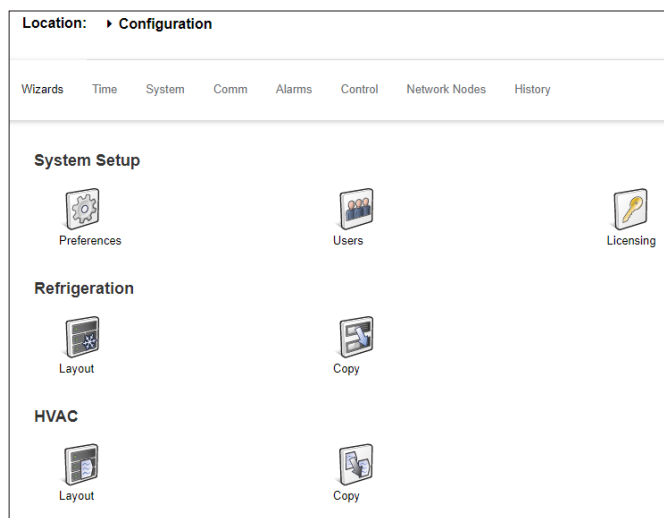 Location: Configuration
Wizards Time System Comm Alarms Control Network Nodes History
System Setup
Preferences Users Licensing
Refrigeration
Layout Copy
HVAC
Layout Copy